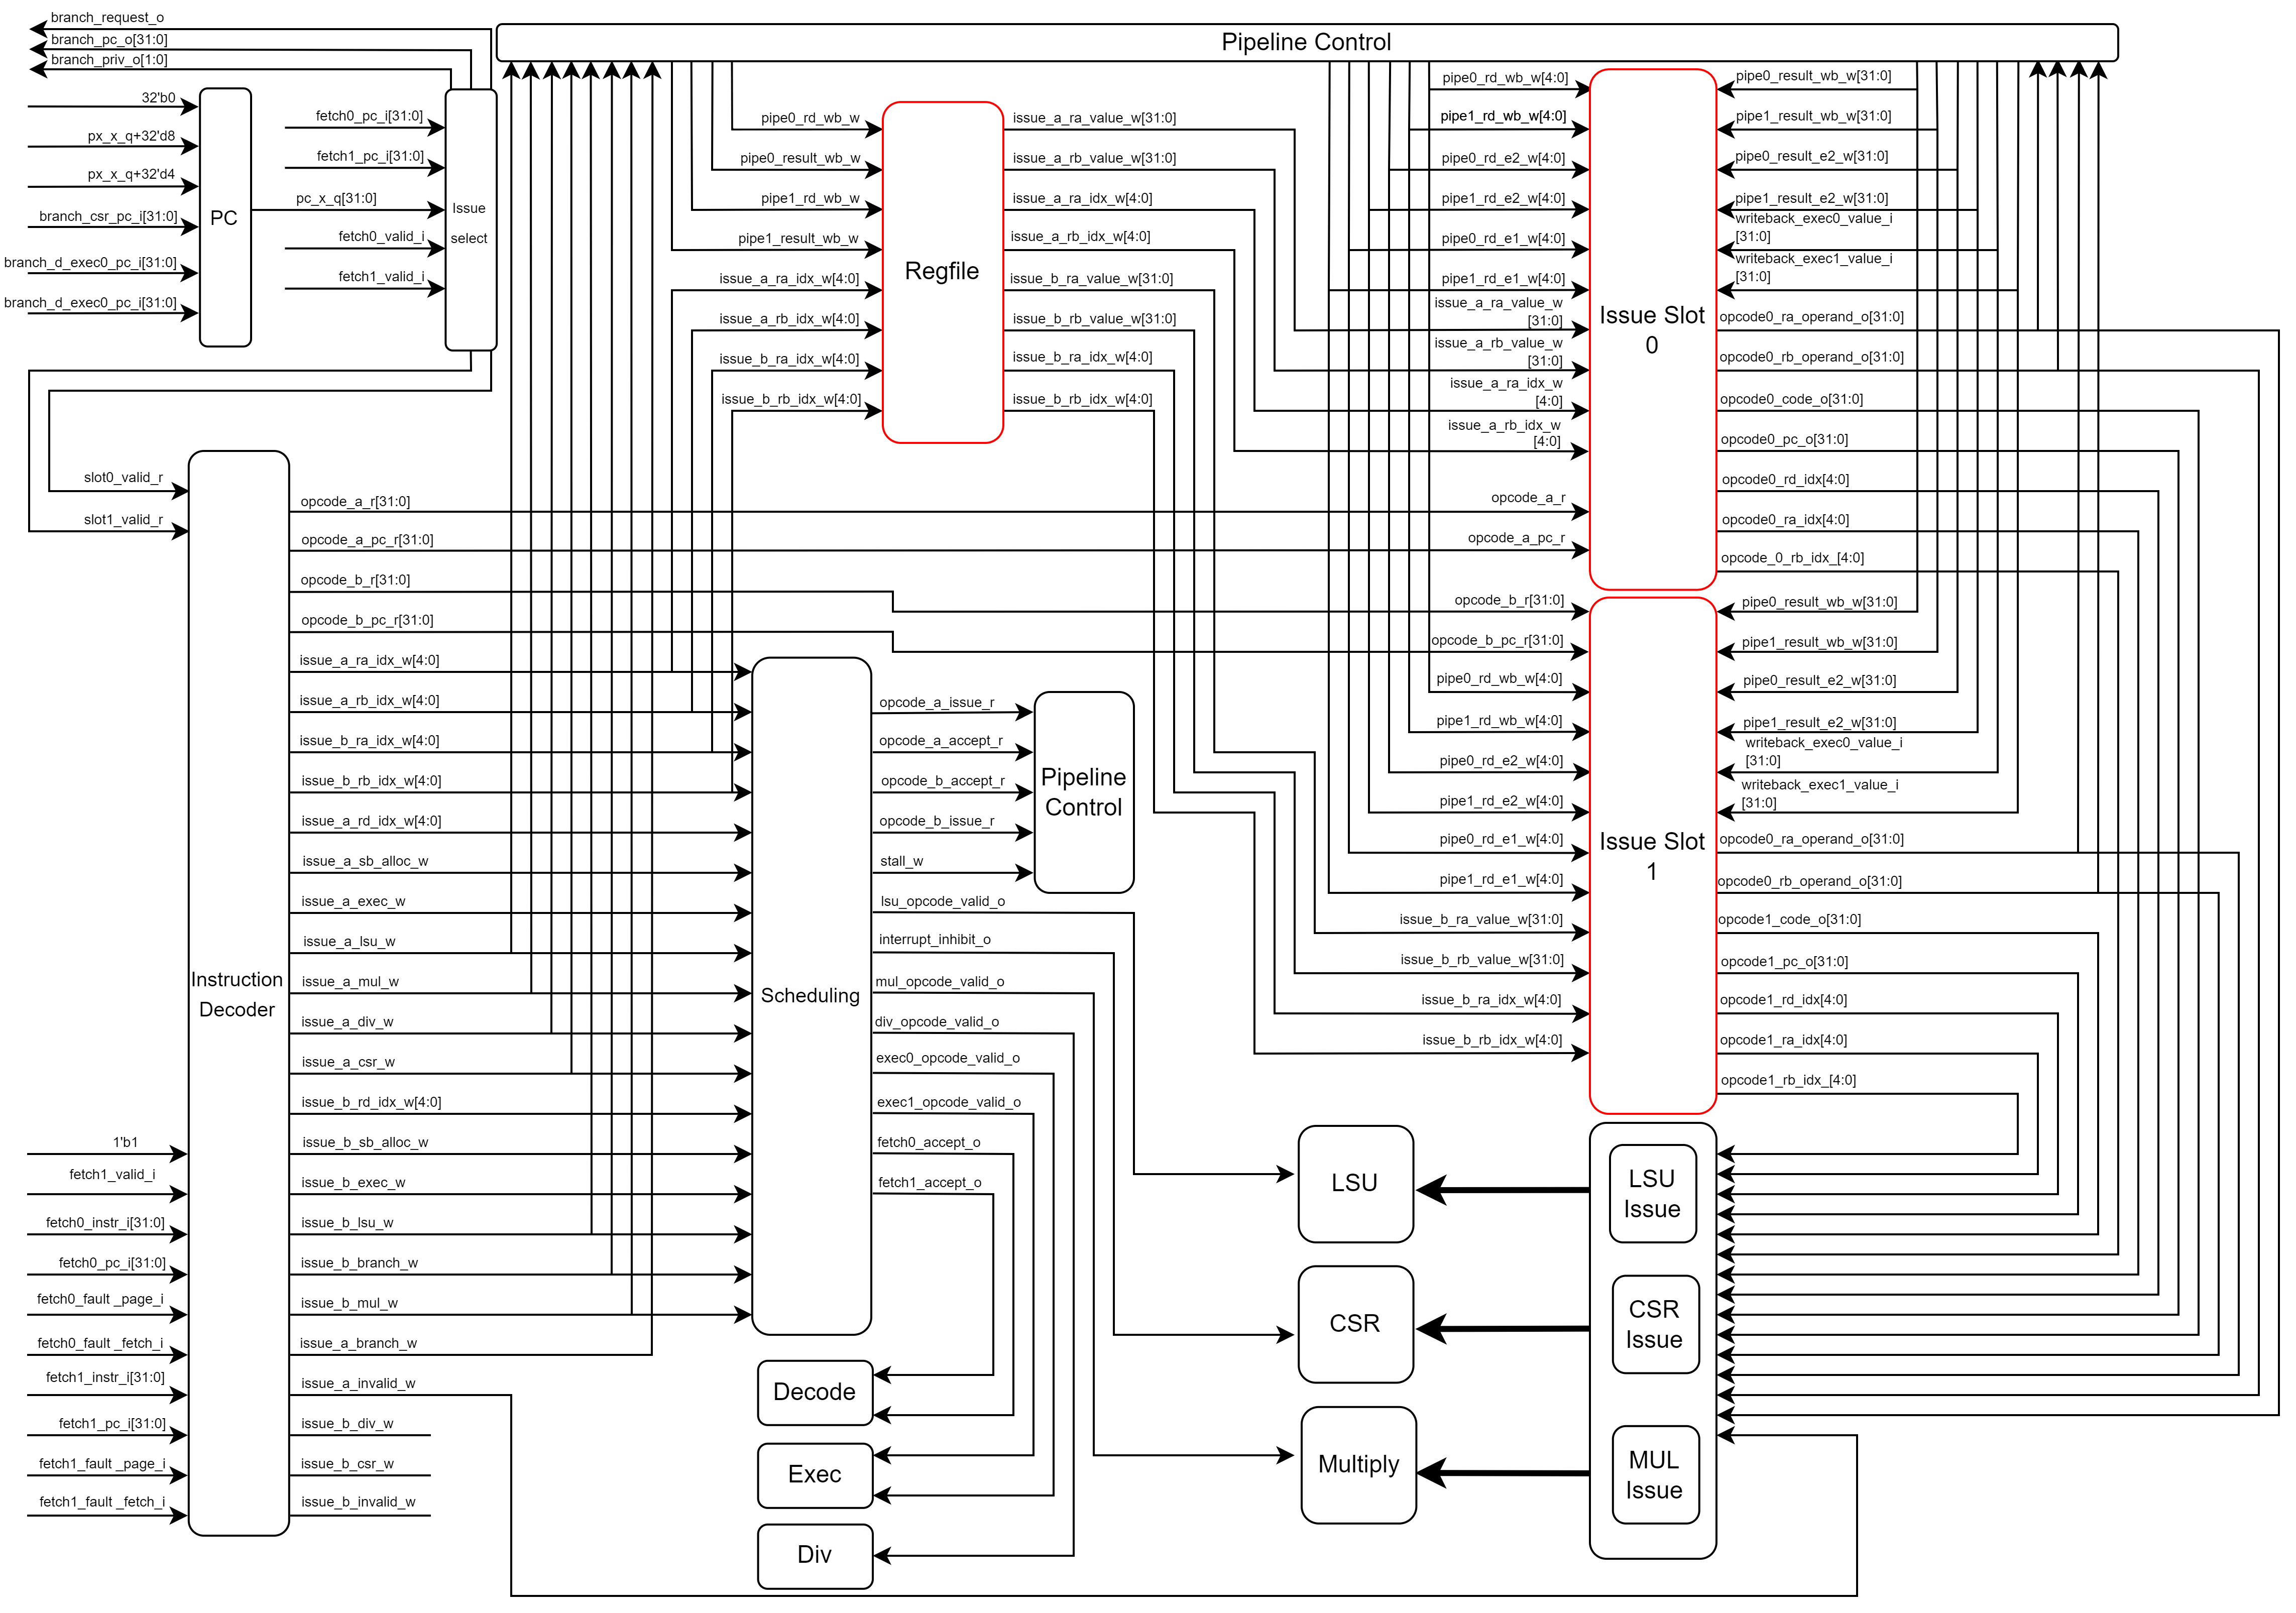 branch_request_o
branch_pc_o[31:0]
branch_priv_o[1:0]
Pipeline Control
32'b0
px_x_q+32'd8
px_x_q+32'd4
branch_csr_pc_i[31:0]
branch_d_exec0_pc_i[31:0]
branch_d_exec0_pc_i[31:0]
PC
pc_x_q[31:0]
fetch0_pc_i[31:0]
fetch1_pc_i[31:0]
fetch0_valid_i
fetch1_valid_i
Issue
select
slot0_valid_r
slot1_valid_r
1'b1
fetch1_valid_i
fetch0_instr_i[31:0]
fetch0_pc_i[31:0]
fetch0_fault _page_i
fetch0_fault _fetch_i
fetch1_instr_i[31:0]
fetch1_pc_i[31:0]
fetch1_fault _page_i
fetch1_fault _fetch_i
Instruction
Decoder
opcode_a_r[31:0]
opcode_a_pc_r[31:0]
opcode_b_r[31:0]
opcode_b_pc_r[31:0]
issue_a_ra_idx_w[4:0]
issue_a_rb_idx_w[4:0]
issue_b_ra_idx_w[4:0]
issue_b_rb_idx_w[4:0]
issue_a_rd_idx_w[4:0]
issue_a_sb_alloc_w
issue_a_exec_w
issue_a_lsu_w
issue_a_mul_w
issue_a_div_w
issue_a_csr_w
issue_b_rd_idx_w[4:0]
issue_b_sb_alloc_w
issue_b_exec_w
issue_b_lsu_w
issue_b_branch_w
issue_b_mul_w
issue_a_branch_w
issue_a_invalid_w
issue_b_div_w
issue_b_csr_w
issue_b_invalid_w
pipe0_rd_wb_w
pipe0_result_wb_w
pipe1_rd_wb_w
pipe1_result_wb_w
issue_a_ra_idx_w[4:0]
issue_a_rb_idx_w[4:0]
issue_b_ra_idx_w[4:0]
issue_b_rb_idx_w[4:0]
Regfile
issue_a_ra_value_w[31:0]
issue_a_rb_value_w[31:0]
issue_a_ra_idx_w[4:0]
issue_a_rb_idx_w[4:0]
issue_b_ra_value_w[31:0]
issue_b_rb_value_w[31:0]
issue_b_ra_idx_w[4:0]
issue_b_rb_idx_w[4:0]
Scheduling
opcode_a_issue_r
opcode_a_accept_r
opcode_b_accept_r
opcode_b_issue_r
stall_w
lsu_opcode_valid_o
interrupt_inhibit_o
mul_opcode_valid_o
div_opcode_valid_o
exec0_opcode_valid_o
exec1_opcode_valid_o
fetch0_accept_o
fetch1_accept_o
Pipeline
Control
Decode
Exec
Div
pipe0_rd_wb_w[4:0]
pipe1_rd_wb_w[4:0]
pipe0_rd_e2_w[4:0]
pipe1_rd_e2_w[4:0]
pipe0_rd_e1_w[4:0]
pipe1_rd_e1_w[4:0]
issue_a_ra_value_w
[31:0]
issue_a_rb_value_w
[31:0]
issue_a_ra_idx_w
[4:0]
issue_a_rb_idx_w
[4:0]
opcode_a_r
opcode_a_pc_r
Issue Slot
0
pipe0_result_wb_w[31:0]
pipe1_result_wb_w[31:0]
pipe0_result_e2_w[31:0]
pipe1_result_e2_w[31:0]
writeback_exec0_value_i
[31:0]
writeback_exec1_value_i
[31:0]
opcode0_ra_operand_o[31:0]
opcode0_rb_operand_o[31:0]
opcode0_code_o[31:0]
opcode0_pc_o[31:0]
opcode0_rd_idx[4:0]
opcode0_ra_idx[4:0]
opcode_0_rb_idx_[4:0]
opcode_b_r[31:0]
opcode_b_pc_r[31:0]
pipe0_rd_wb_w[4:0]
pipe1_rd_wb_w[4:0]
pipe0_rd_e2_w[4:0]
pipe1_rd_e2_w[4:0]
pipe0_rd_e1_w[4:0]
pipe1_rd_e1_w[4:0]
issue_b_ra_value_w[31:0]
issue_b_rb_value_w[31:0]
issue_b_ra_idx_w[4:0]
issue_b_rb_idx_w[4:0]
Issue Slot
1
pipe0_result_wb_w[31:0]
pipe1_result_wb_w[31:0]
pipe0_result_e2_w[31:0]
pipe1_result_e2_w[31:0]
writeback_exec0_value_i
[31:0]
writeback_exec1_value_i
[31:0]
opcode0_ra_operand_o[31:0]
opcode0_rb_operand_o[31:0]
opcode1_code_o[31:0]
opcode1_pc_o[31:0]
opcode1_rd_idx[4:0]
opcode1_ra_idx[4:0]
opcode1_rb_idx_[4:0]
LSU
CSR
Multiply
LSU
Issue
CSR
Issue
MUL
Issue